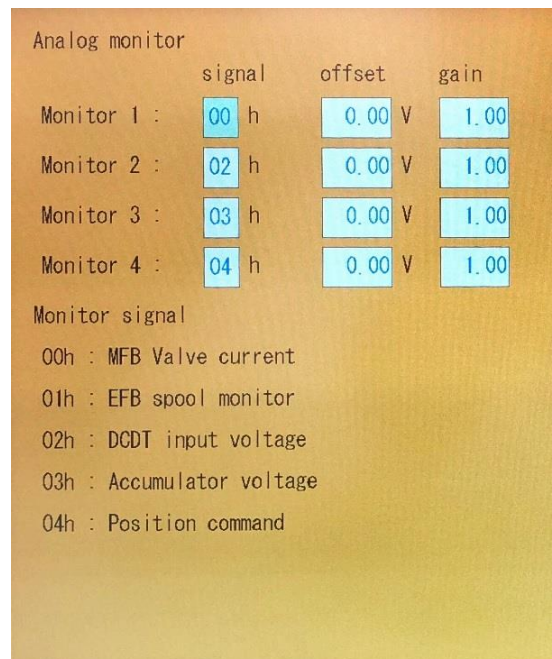 Analog monitor
signal offset gain
Monitor 1 : 00 h 0.00 V 1.00
Monitor 2 : 02 h 0.00 V 1.00
Monitor 3 : 03 h 0.00 V 1.00
Monitor 4 : 04 h 0.00 V 1.00
Monitor signal
00h : MFB Valve current
01h : EFB spool monitor
02h : DCDT input voltage
03h : Accumulator voltage
04h : Position command